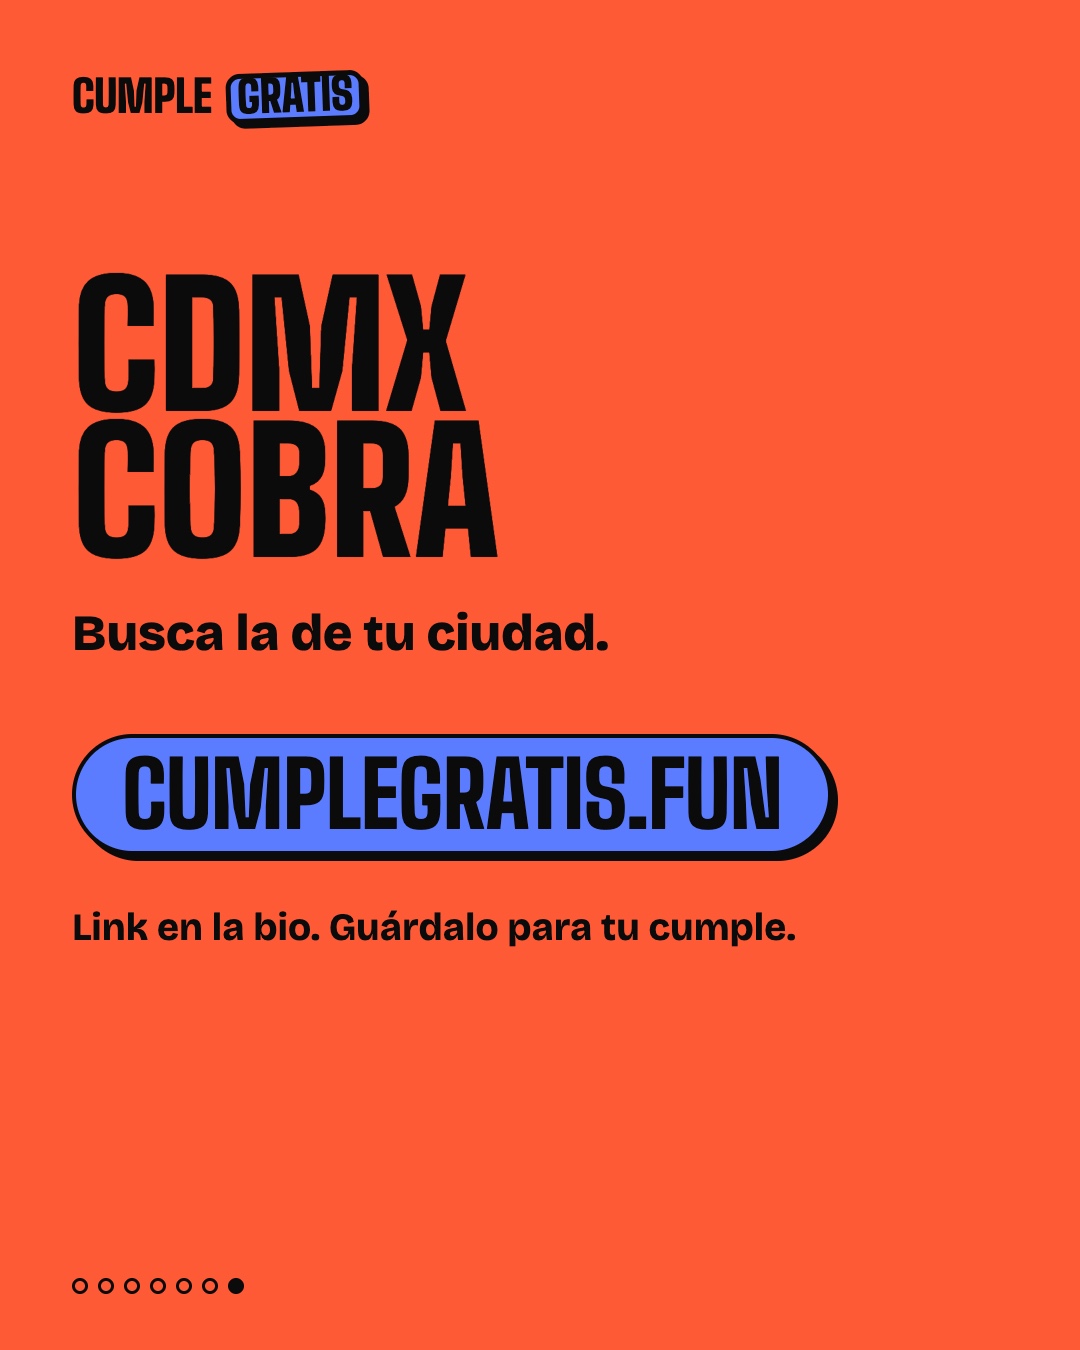 CUMPLE GRATIS
CDMX
COBRA
Busca la de tu ciudad.
CUMPLEGRATIS.FUN
Link en la bio. Guárdalo para tu cumple.